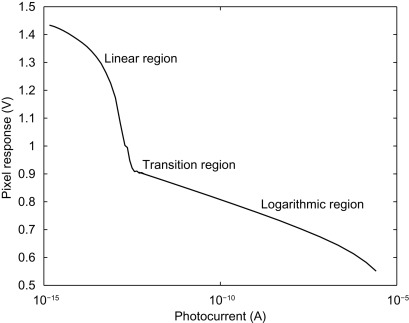 1.5
1.4
1.3
1.2
1.1
1
0.9
0.8
0.7
0.6
0.5
Pixel response (V)
Linear region
Transition region
Logarithmic region
10⁻¹⁵
10⁻¹⁰
10⁻⁵
Photocurrent (A)